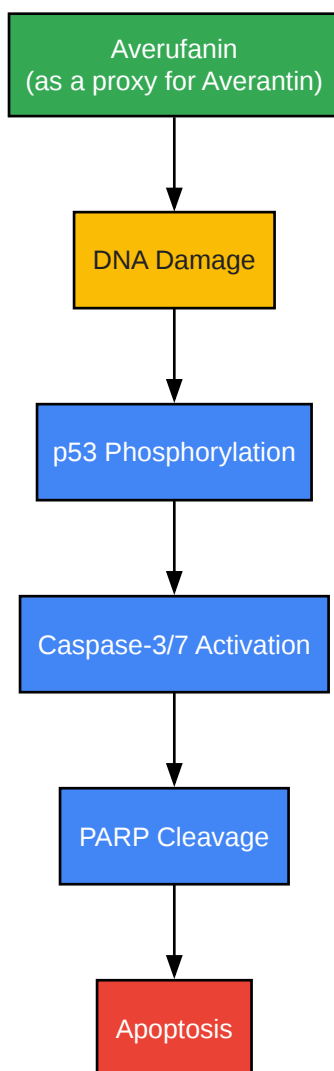 Averufanin
(as a proxy for Averantin)
DNA Damage
p53 Phosphorylation
Caspase-3/7 Activation
PARP Cleavage
Apoptosis